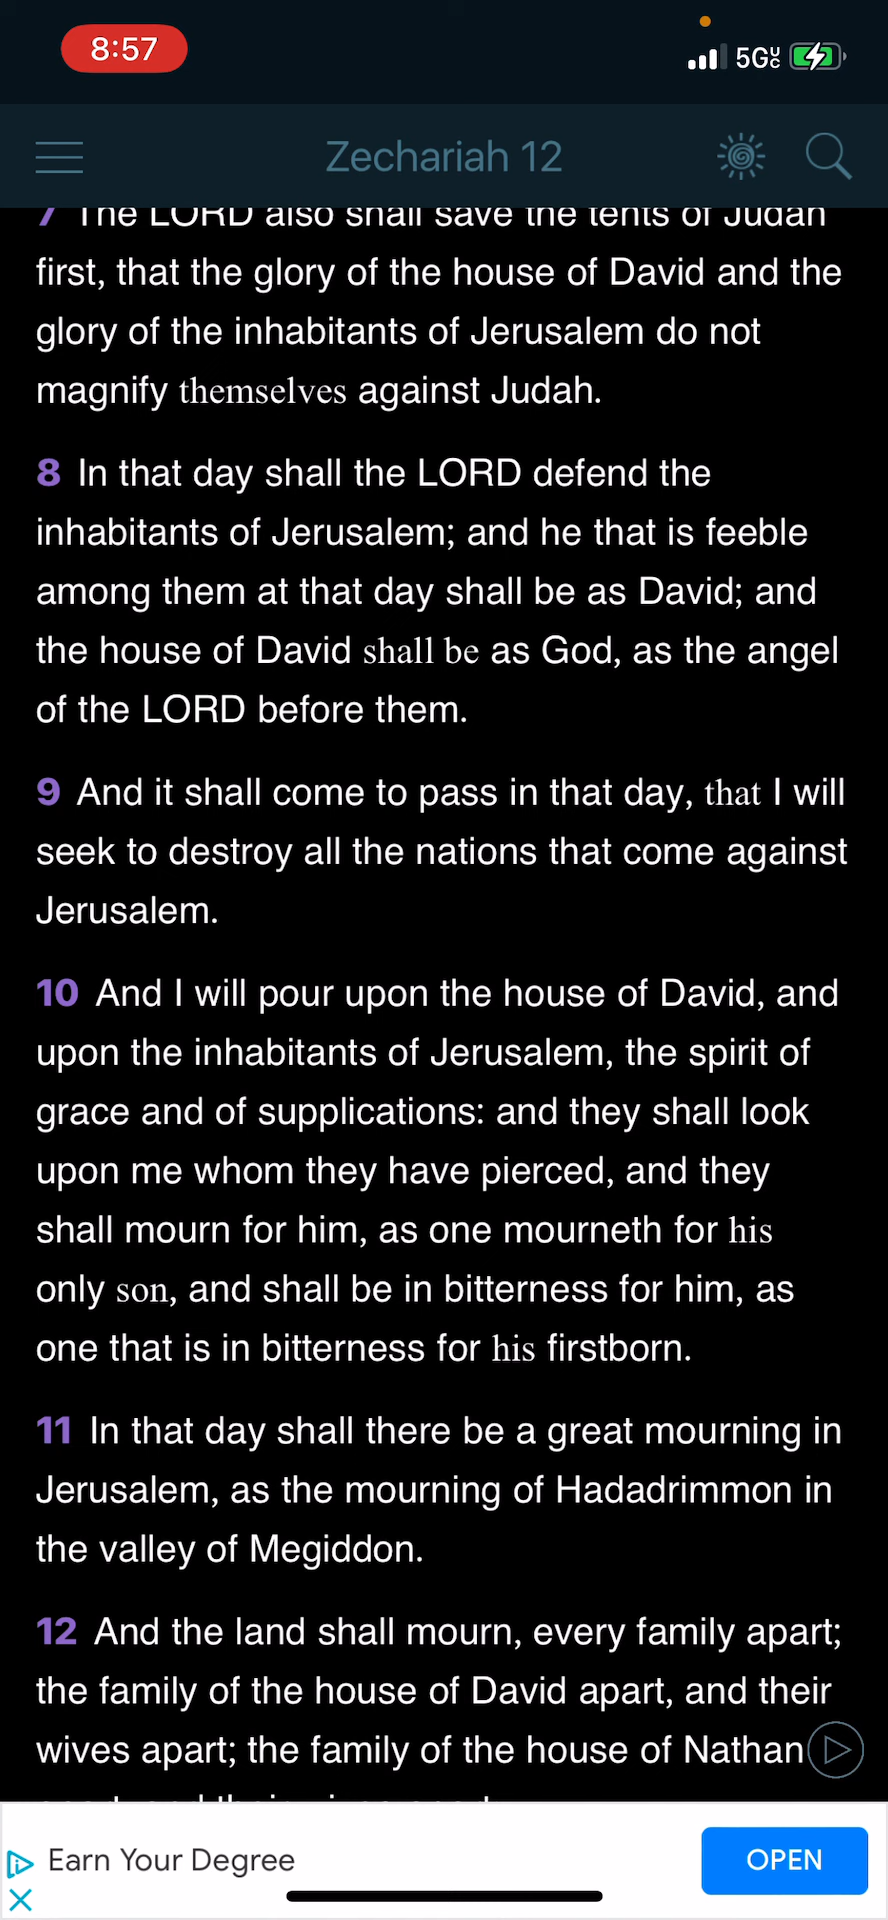 8:57
5G
Zechariah 12
7 The LORD also shall save the tents of Judah
first, that the glory of the house of David and the
glory of the inhabitants of Jerusalem do not
magnify themselves against Judah.
8 In that day shall the LORD defend the
inhabitants of Jerusalem; and he that is feeble
among them at that day shall be as David; and
the house of David shall be as God, as the angel
of the LORD before them.
9 And it shall come to pass in that day, that I will
seek to destroy all the nations that come against
Jerusalem.
10 And I will pour upon the house of David, and
upon the inhabitants of Jerusalem, the spirit of
grace and of supplications: and they shall look
upon me whom they have pierced, and they
shall mourn for him, as one mourneth for his
only son, and shall be in bitterness for him, as
one that is in bitterness for his firstborn.
11 In that day shall there be a great mourning in
Jerusalem, as the mourning of Hadadrimmon in
the valley of Megiddon.
12 And the land shall mourn, every family apart;
the family of the house of David apart, and their
wives apart; the family of the house of Nathan
Earn Your Degree
OPEN